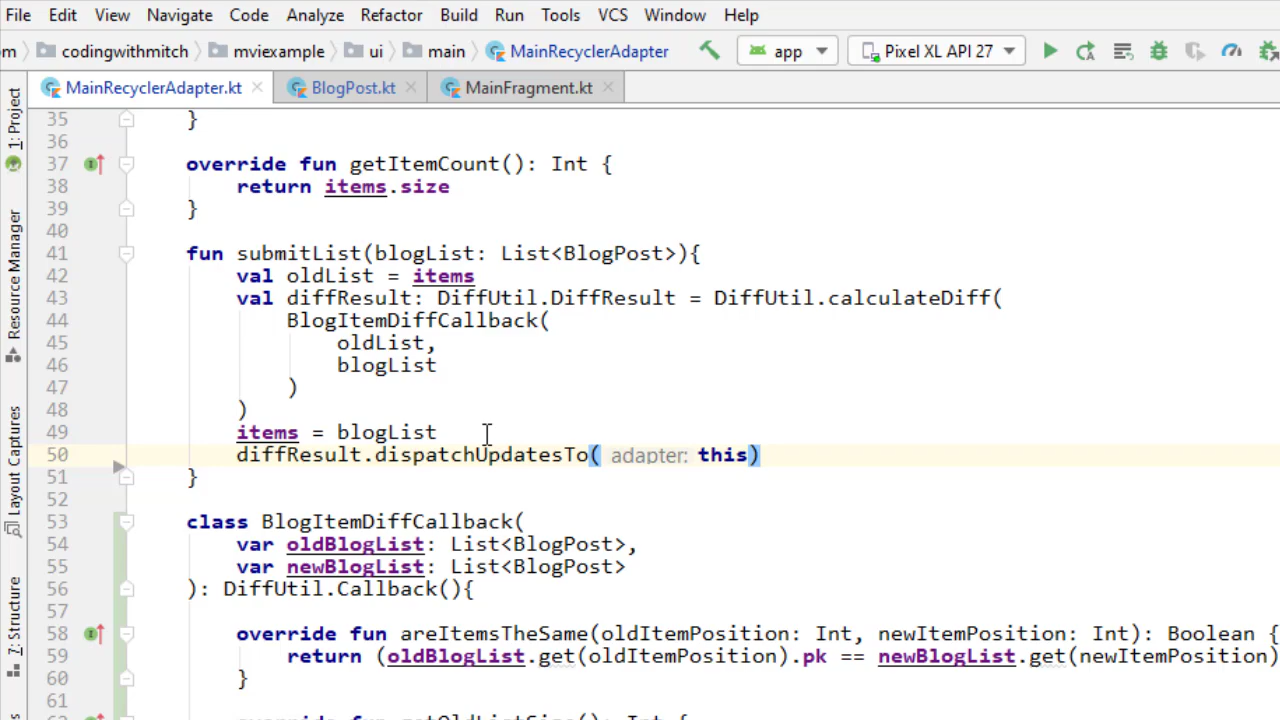 File Edit View Navigate Code Analyze Refactor Build Run Tools VCS Window Help
m codingwithmitch mviexample ui main MainRecyclerAdapter app Pixel XL API 27
MainRecyclerAdapter.kt BlogPost.kt MainFragment.kt
1: Project
Resource Manager
Layout Captures
7: Structure
35 }
36
37 override fun getItemCount(): Int {
38 return items.size
39 }
40
41 fun submitList(blogList: List<BlogPost>){
42 val oldList = items
43 val diffResult: DiffUtil.DiffResult = DiffUtil.calculateDiff(
44 BlogItemDiffCallback(
45 oldList,
46 blogList
47 )
48 )
49 items = blogList
50 diffResult.dispatchUpdatesTo( adapter: this)
51 }
52
53 class BlogItemDiffCallback(
54 var oldBlogList: List<BlogPost>,
55 var newBlogList: List<BlogPost>
56 ): DiffUtil.Callback(){
57
58 override fun areItemsTheSame(oldItemPosition: Int, newItemPosition: Int): Boolean {
59 return (oldBlogList.get(oldItemPosition).pk == newBlogList.get(newItemPosition)
60 }
61